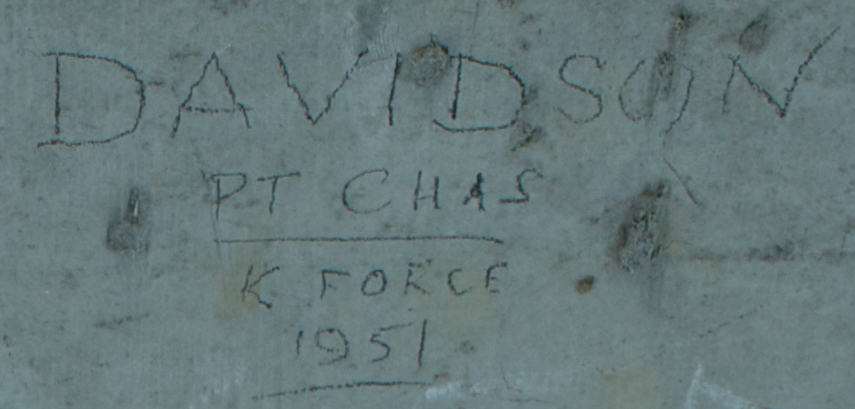 DAVIDSON
PT CHAS
K FORCE
1951